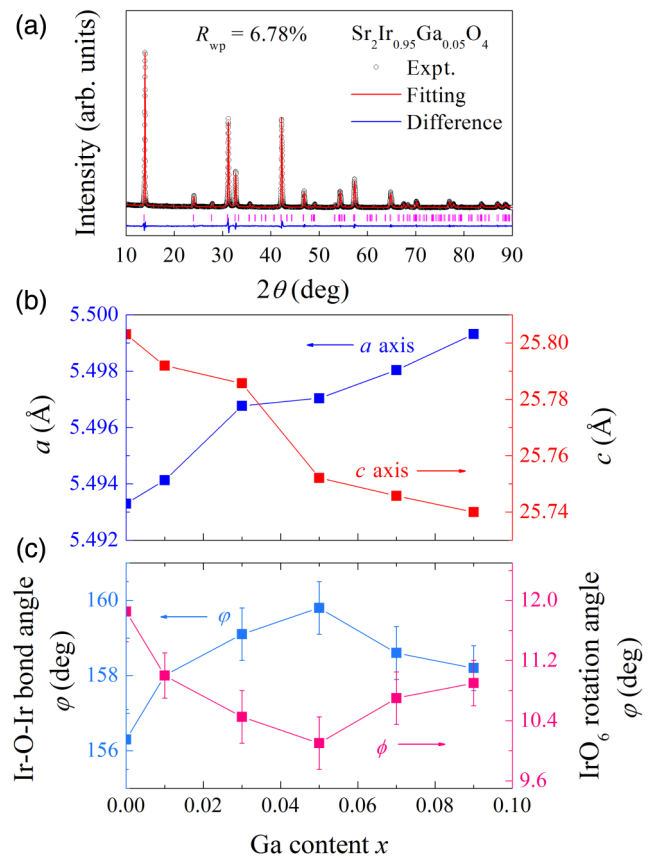 (a)
R_wp = 6.78%
Sr₂Ir₀.₉₅Ga₀.₀₅O₄
Expt.
Fitting
Difference
Intensity (arb. units)
10 20 30 40 50 60 70 80 90
2θ (deg)
(b)
5.500
5.498
5.496
5.494
5.492
a (Å)
a axis
c axis
25.80
25.78
25.76
25.74
c (Å)
(c)
160
158
156
Ir-O-Ir bond angle
φ (deg)
φ
ϕ
12.0
11.2
10.4
9.6
IrO₆ rotation angle
φ (deg)
0.00 0.02 0.04 0.06 0.08 0.10
Ga content x